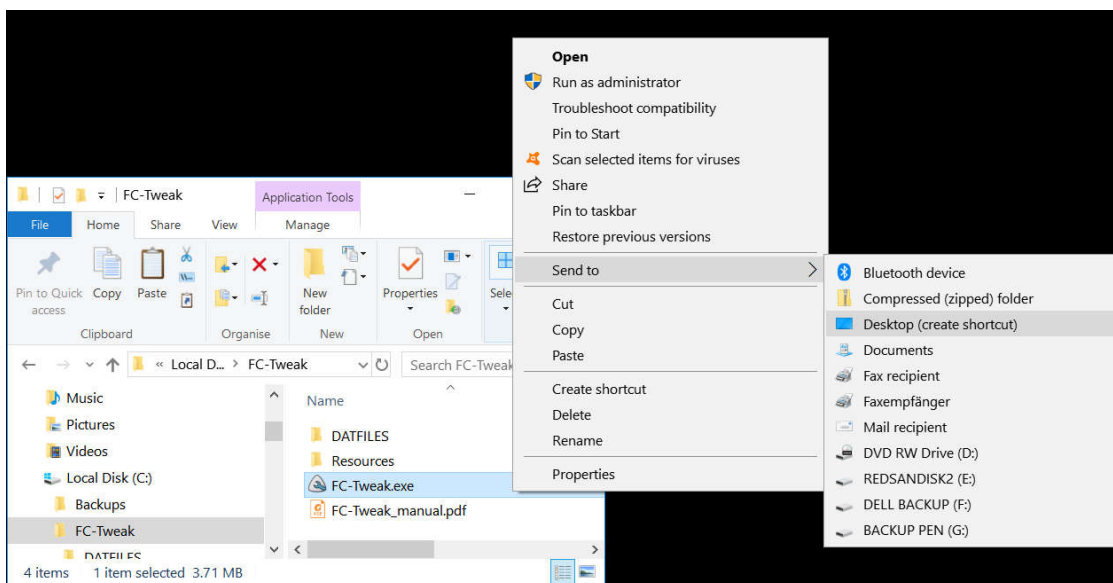 Open
Run as administrator
Troubleshoot compatibility
Pin to Start
Scan selected items for viruses
Share
Pin to taskbar
Restore previous versions
Send to
Cut
Copy
Paste
Create shortcut
Delete
Rename
Properties
Bluetooth device
Compressed (zipped) folder
Desktop (create shortcut)
Documents
Fax recipient
Faxempfänger
Mail recipient
DVD RW Drive (D:)
REDSANDISK2 (E:)
DELL BACKUP (F:)
BACKUP PEN (G:)
FC-Tweak
Application Tools
File Home Share View Manage
Pin to Quick access
Copy
Paste
New folder
Properties
Sele
Clipboard Organise New Open
« Local D... > FC-Tweak
Search FC-Tweak
Music
Pictures
Videos
Local Disk (C:)
Backups
FC-Tweak
DATFILES
Name
DATFILES
Resources
FC-Tweak.exe
FC-Tweak_manual.pdf
4 items 1 item selected 3.71 MB